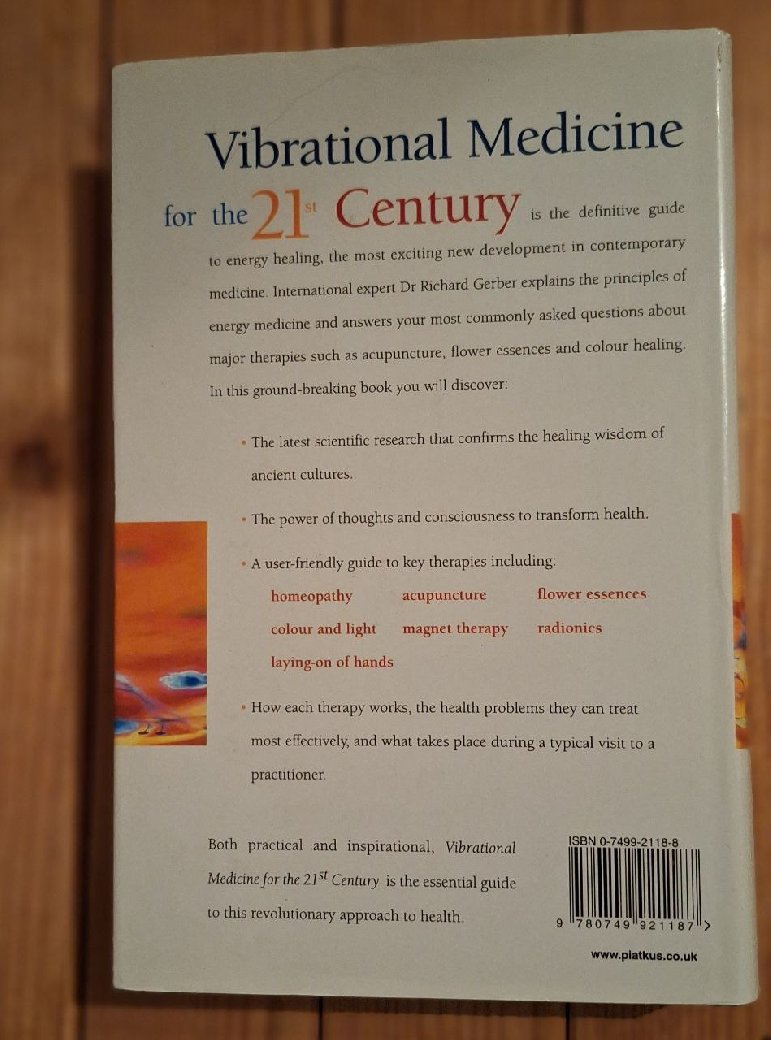 Vibrational Medicine
for the 21st Century is the definitive guide
to energy healing, the most exciting new development in contemporary
medicine. International expert Dr Richard Gerber explains the principles of
energy medicine and answers your most commonly asked questions about
major therapies such as acupuncture, flower essences and colour healing.
In this ground-breaking book you will discover:
• The latest scientific research that confirms the healing wisdom of
ancient cultures.
• The power of thoughts and consciousness to transform health.
• A user-friendly guide to key therapies including:
homeopathy acupuncture flower essences
colour and light magnet therapy radionics
laying-on of hands
• How each therapy works, the health problems they can treat
most effectively, and what takes place during a typical visit to a
practitioner.
Both practical and inspirational, Vibrational
Medicine for the 21st Century is the essential guide
to this revolutionary approach to health.
ISBN 0-7499-2118-8
9 780749 921187 >
www.piatkus.co.uk